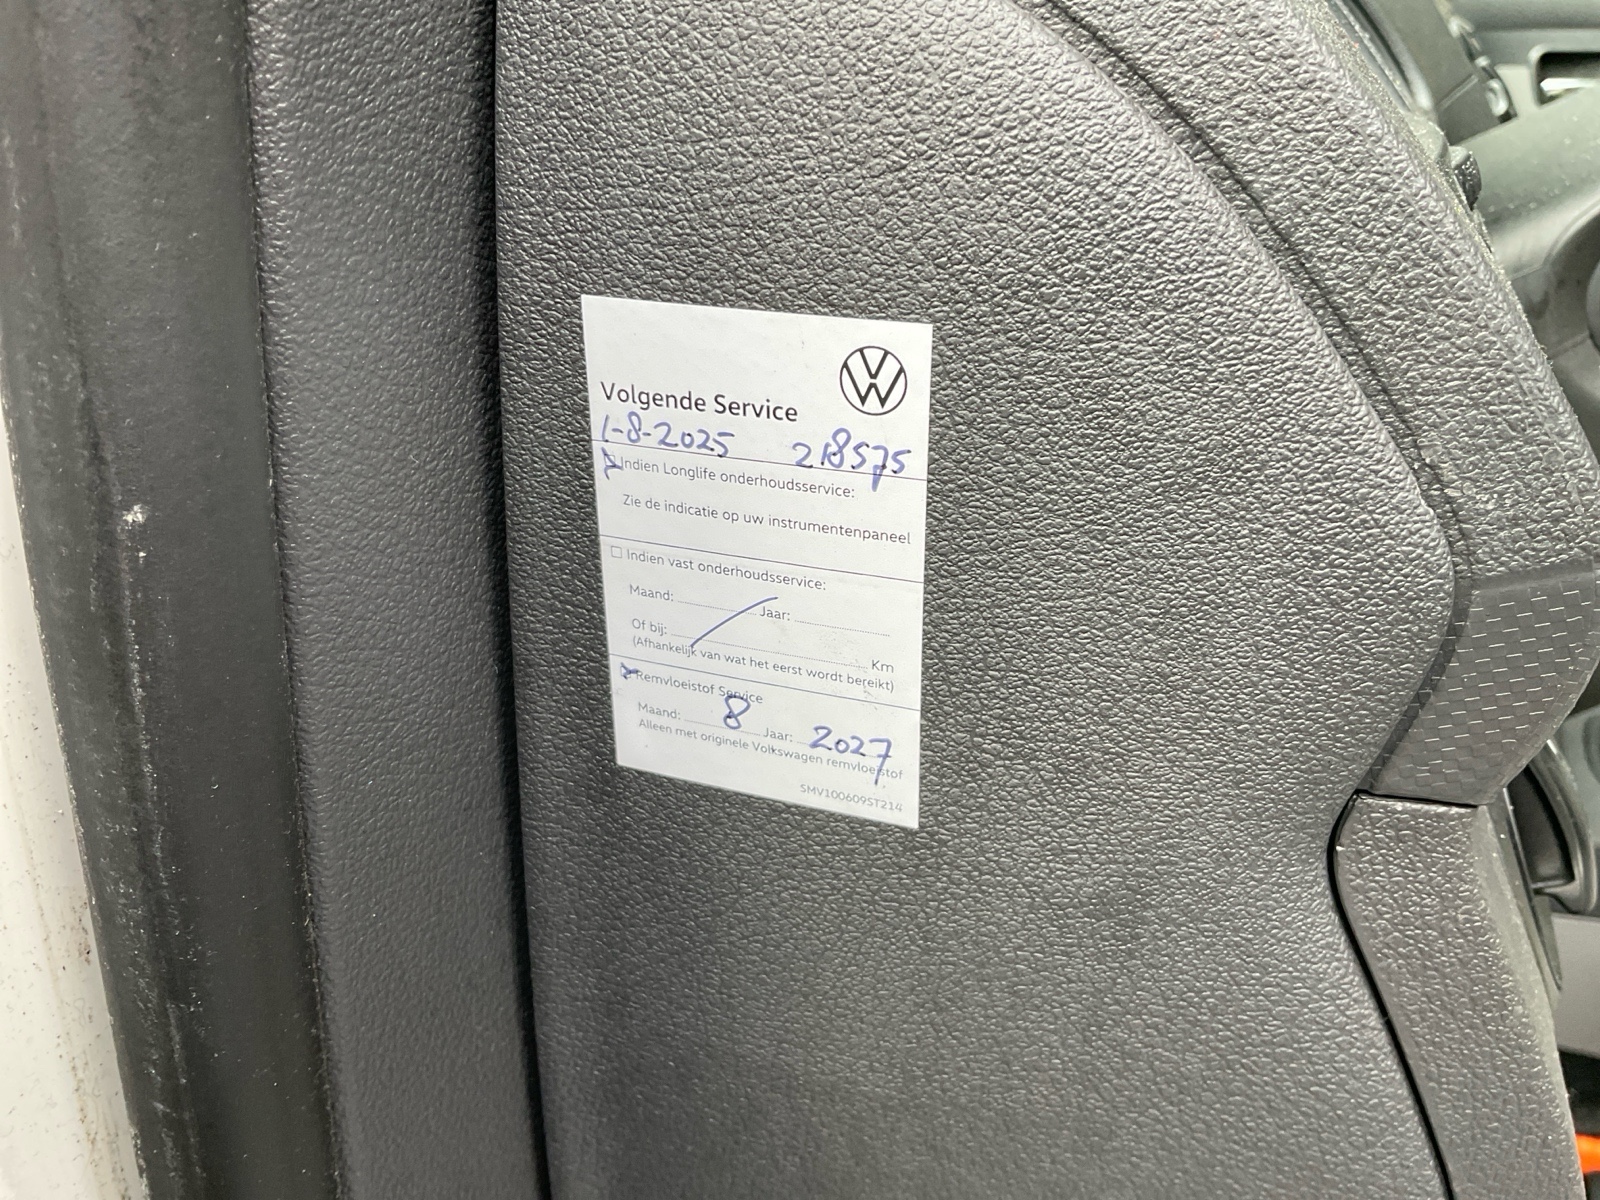 Volgende Service
1-8-2025 218575
Indien Longlife onderhoudsservice:
Zie de indicatie op uw instrumentenpaneel
Indien vast onderhoudsservice:
Maand: Jaar:
Of bij: Km
(Afhankelijk van wat het eerst wordt bereikt)
Remvloeistof Service
Maand: 8 Jaar: 2027
Alleen met originele Volkswagen remvloeistof
5MV100609ST214